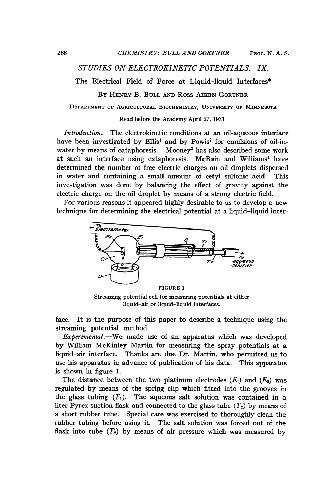 288 CHEMISTRY: BULL AND GORTNER PROC. N. A. S.
STUDIES ON ELECTROKINETIC POTENTIALS. IX.
The Electrical Field of Force at Liquid-liquid Interfaces*
BY HENRY B. BULL AND ROSS AIKEN GORTNER
DEPARTMENT OF AGRICULTURAL BIOCHEMISTRY, UNIVERSITY OF MINNESOTA
Read before the Academy April 27, 1931
Introduction.—The electrokinetic conditions at an oil-aqueous interface
have been investigated by Ellis¹ and by Powis² for emulsions of oil-in-
water by means of cataphoresis. Mooney³ has also described some work
at such an interface using cataphoresis. McBain and Williams⁴ have
determined the number of free electric charges on oil droplets dispersed
in water and containing a small amount of cetyl sulfonic acid. This
investigation was done by balancing the effect of gravity against the
electric charge on the oil droplet by means of a strong electric field.
For various reasons it appeared highly desirable to us to develop a new
technique for determining the electrical potential at a liquid-liquid inter-
Electrometer
AQUEOUS
SOLUTION
FIGURE 1
Streaming potential cell for measuring potentials at either
liquid-air or liquid-liquid interfaces.
face. It is the purpose of this paper to describe a technique using the
streaming potential method.
Experimental.—We made use of an apparatus which was developed
by William McKinley Martin for measuring the spray potentials at a
liquid-air interface. Thanks are due Dr. Martin, who permitted us to
use his apparatus in advance of publication of his data. This apparatus
is shown in figure 1.
The distance between the two platinum electrodes (E₁) and (E₂) was
regulated by means of the spring clip which fitted into the grooves in
the glass tubing (T₁). The aqueous salt solution was contained in a
liter Pyrex suction flask and connected to the glass tube (T₂) by means of
a short rubber tube. Special care was exercised to thoroughly clean the
rubber tubing before using it. The salt solution was forced out of the
flask into tube (T₂) by means of air pressure which was measured by